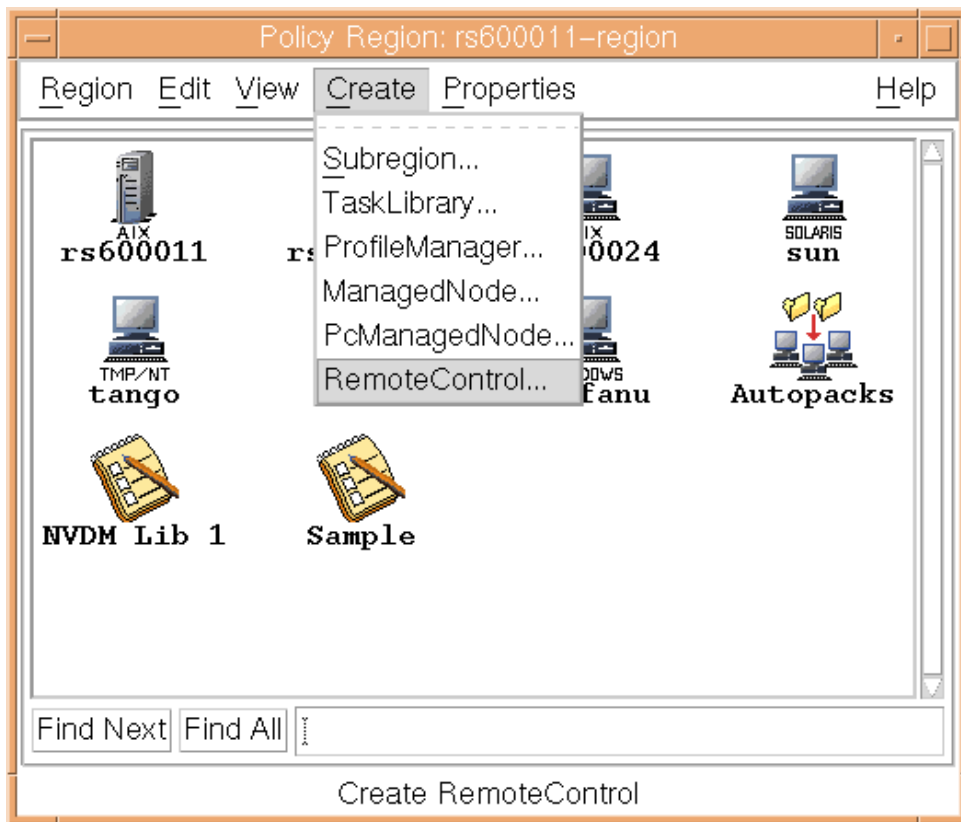 Policy Region: rs600011-region
Region Edit View Create Properties Help
Subregion...
TaskLibrary...
ProfileManager...
ManagedNode...
PcManagedNode...
RemoteControl...
AIX
rs600011
SOLARIS
sun
TMP/NT
tango
Autopacks
NVDM Lib 1
Sample
Find Next Find All
Create RemoteControl